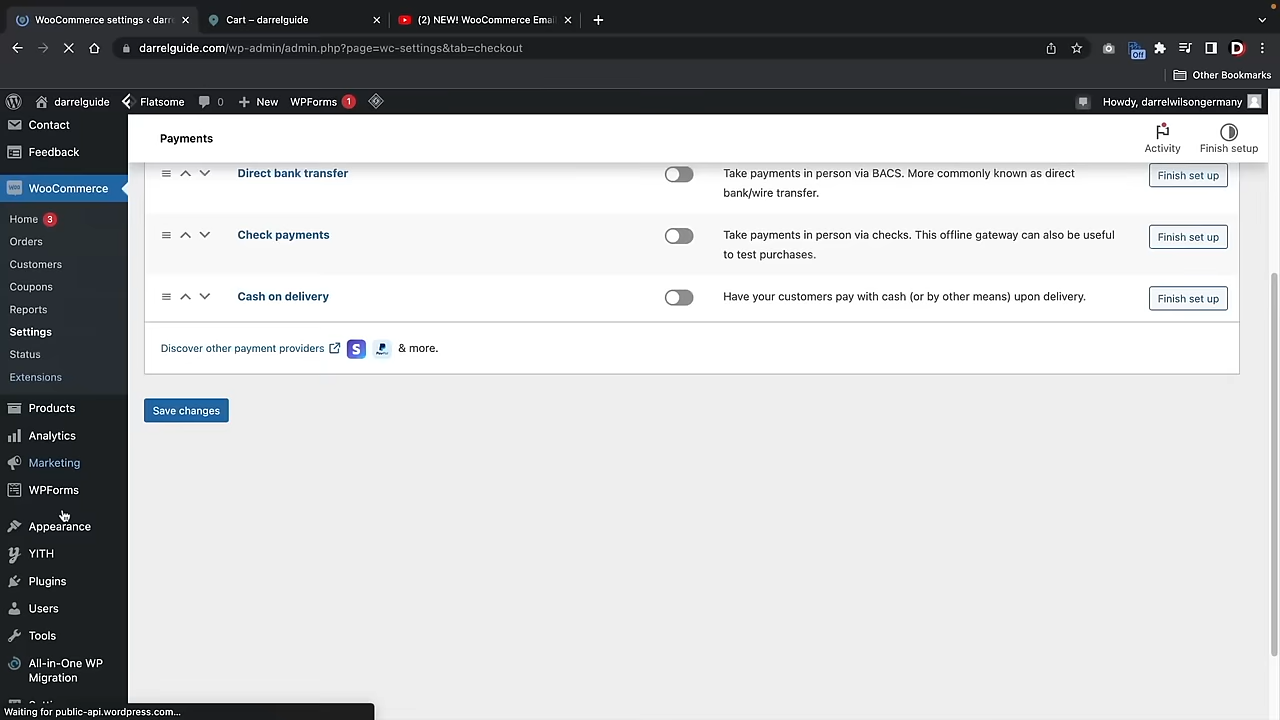 WooCommerce settings ‹ darr
Cart – darrelguide
(2) NEW! WooCommerce Emai
darrelguide.com/wp-admin/admin.php?page=wc-settings&tab=checkout
Off
D
Other Bookmarks
darrelguide
Flatsome
0
New
WPForms 1
Howdy, darrelwilsongermany
Contact
Feedback
WooCommerce
Home 3
Orders
Customers
Coupons
Reports
Settings
Status
Extensions
Products
Analytics
Marketing
WPForms
Appearance
YITH
Plugins
Users
Tools
All-in-One WP
Migration
Payments
Activity
Finish setup
Direct bank transfer
Take payments in person via BACS. More commonly known as direct
bank/wire transfer.
Finish set up
Check payments
Take payments in person via checks. This offline gateway can also be useful
to test purchases.
Finish set up
Cash on delivery
Have your customers pay with cash (or by other means) upon delivery.
Finish set up
Discover other payment providers
S
& more.
Save changes
Waiting for public-api.wordpress.com...